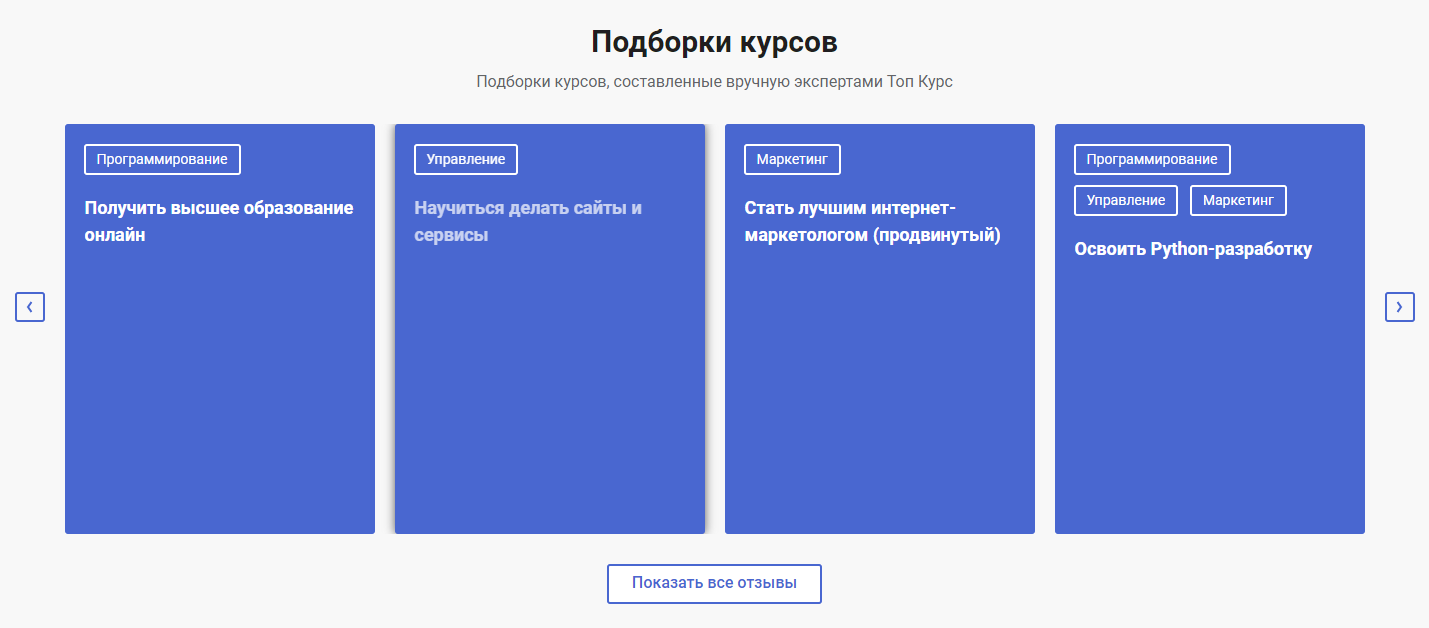 Подборки курсов
Подборки курсов, составленные вручную экспертами Топ Курс
Программирование
Получить высшее образование
онлайн
Управление
Научиться делать сайты и
сервисы
Маркетинг
Стать лучшим интернет-
маркетологом (продвинутый)
Программирование
Управление Маркетинг
Освоить Python-разработку
Показать все отзывы